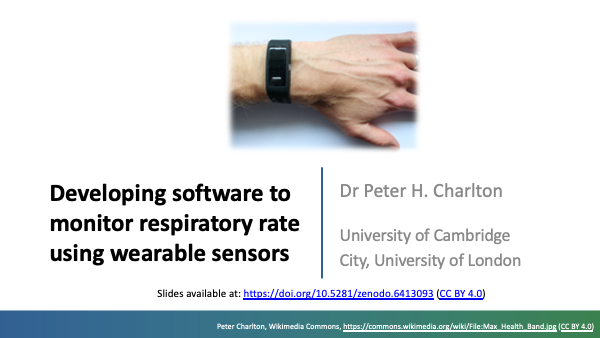 Developing software to
monitor respiratory rate
using wearable sensors
Dr Peter H. Charlton
University of Cambridge
City, University of London
Slides available at: https://doi.org/10.5281/zenodo.6413093 (CC BY 4.0)
Peter Charlton, Wikimedia Commons, https://commons.wikimedia.org/wiki/File:Max_Health_Band.jpg (CC BY 4.0)